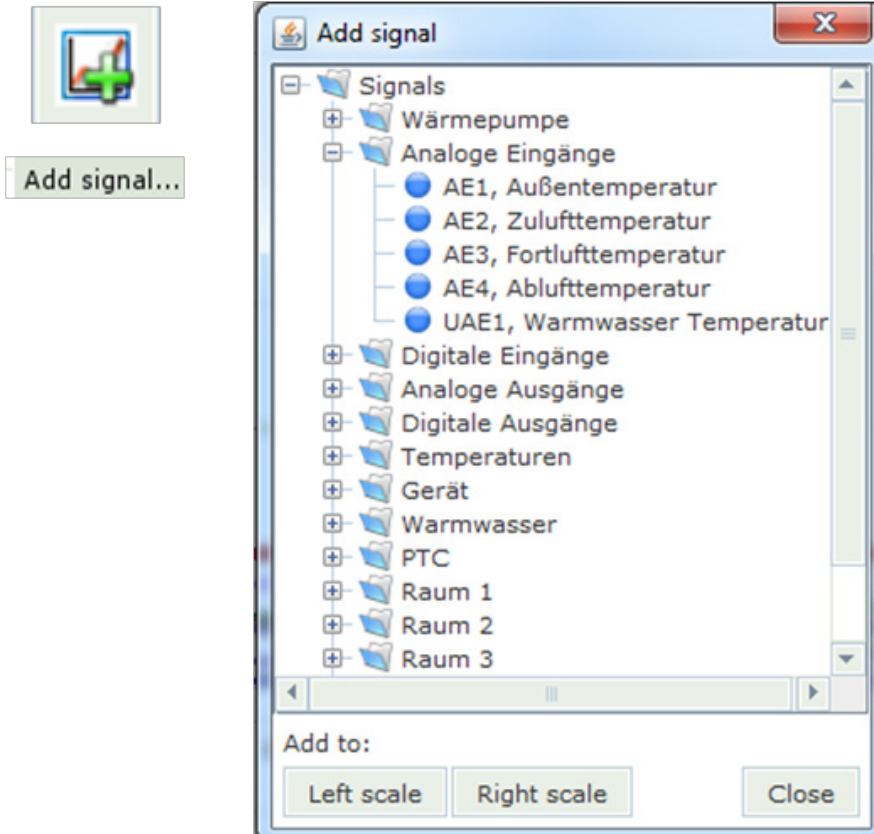 Add signal...
Add signal
Signals
Wärmepumpe
Analoge Eingänge
AE1, Außentemperatur
AE2, Zulufttemperatur
AE3, Fortlufttemperatur
AE4, Ablufttemperatur
UAE1, Warmwasser Temperatur
Digitale Eingänge
Analoge Ausgänge
Digitale Ausgänge
Temperaturen
Gerät
Warmwasser
PTC
Raum 1
Raum 2
Raum 3
Add to:
Left scale Right scale Close